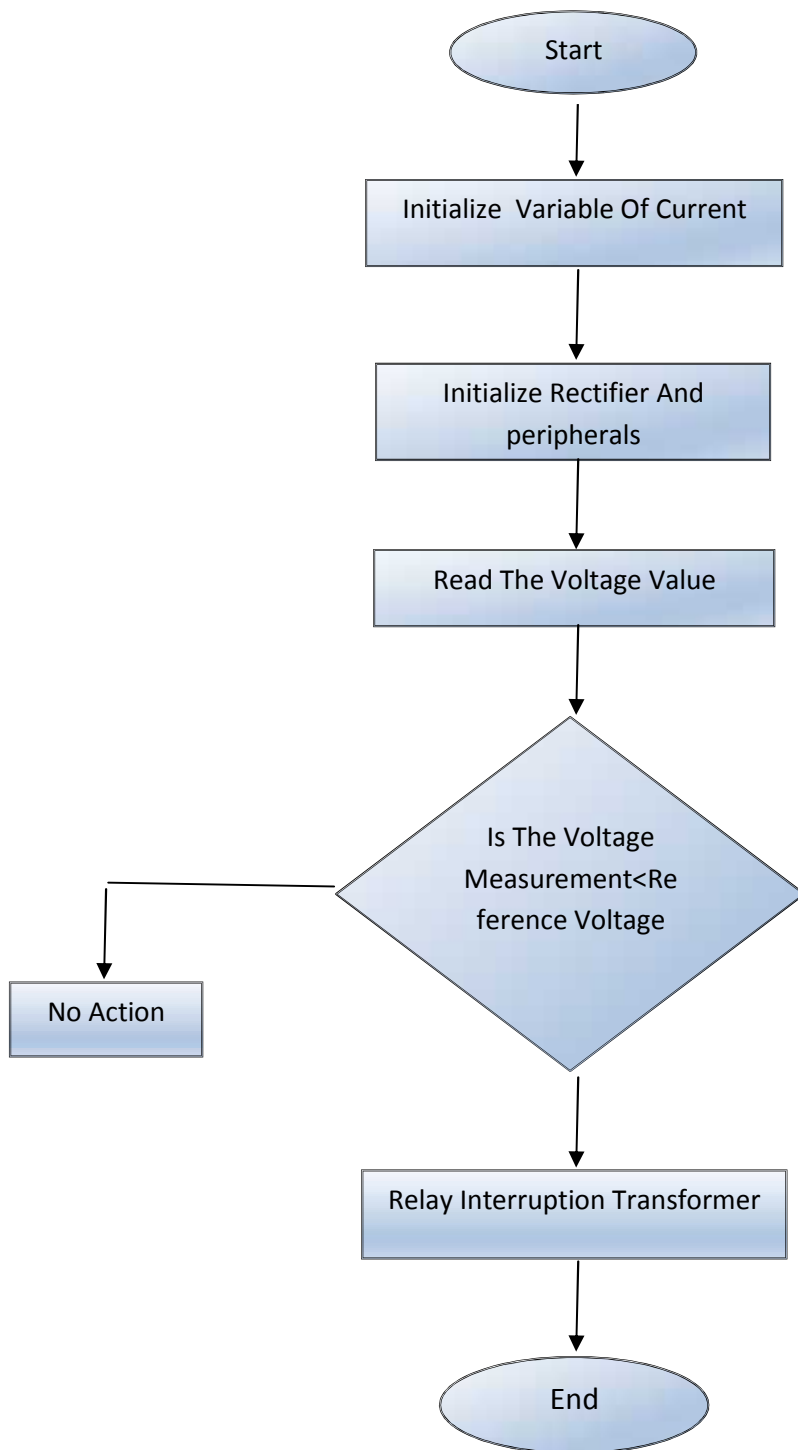 Start
Initialize  Variable Of Current
Initialize Rectifier And
peripherals
Read The Voltage Value
Is The Voltage
Measurement<Re
ference Voltage
No Action
Relay Interruption Transformer
End